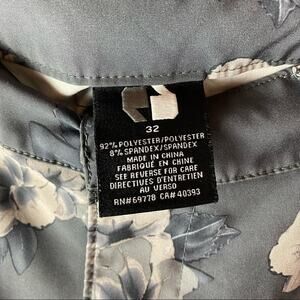 32
92% POLYESTER/POLYESTER
8% SPANDEX/SPANDEX
MADE IN CHINA
FABRIQUÉ EN CHINE
SEE REVERSE FOR CARE
DIRECTIVES D'ENTRETIEN
AU VERSO
RN#69778 CA# 40393